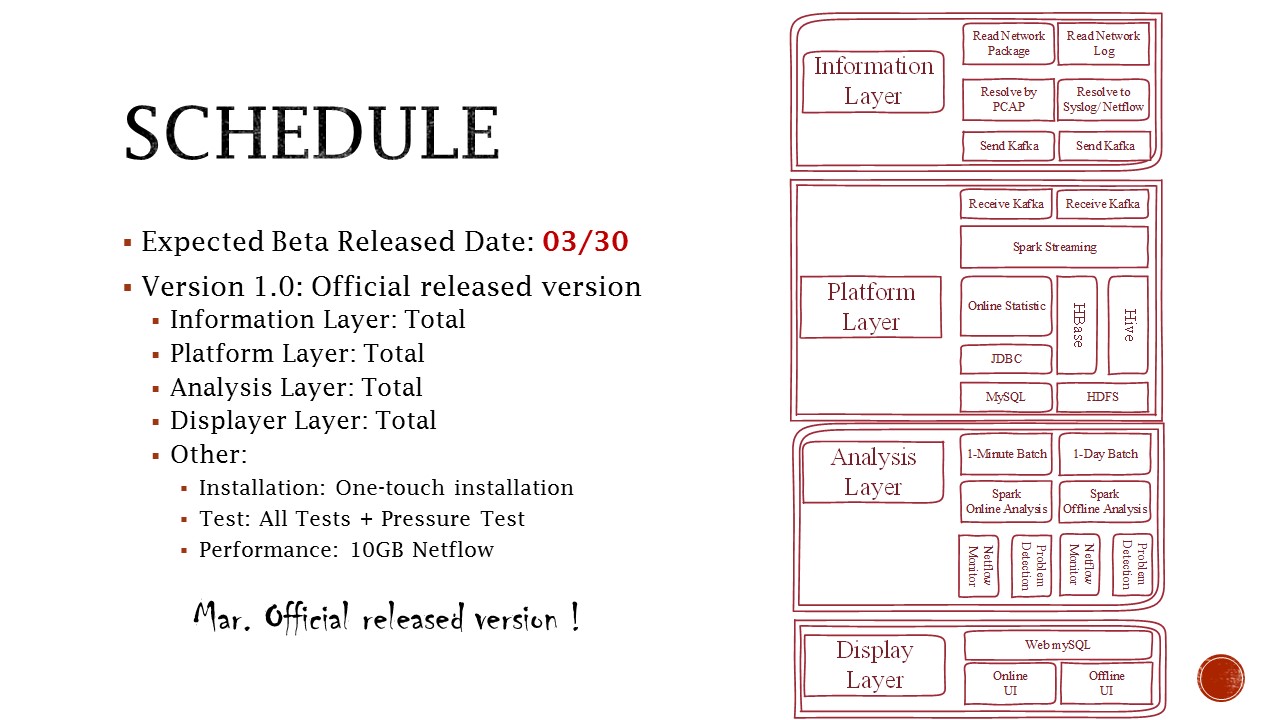 SCHEDULE
▪ Expected Beta Released Date: 03/30
▪ Version 1.0: Official released version
▪ Information Layer: Total
▪ Platform Layer: Total
▪ Analysis Layer: Total
▪ Displayer Layer: Total
▪ Other:
▪ Installation: One-touch installation
▪ Test: All Tests + Pressure Test
▪ Performance: 10GB Netflow
Mar. Official released version !
Information
Layer
Read Network
Package
Read Network
Log
Resolve by
PCAP
Resolve to
Syslog/Netflow
Send Kafka
Send Kafka
Platform
Layer
Receive Kafka
Receive Kafka
Spark Streaming
Online Statistic
HBase
Hive
JDBC
MySQL
HDFS
Analysis
Layer
1-Minute Batch
1-Day Batch
Spark
Online Analysis
Spark
Offline Analysis
Netflow
Monitor
Problem
Detection
Netflow
Monitor
Problem
Detection
Display
Layer
Web mySQL
Online
UI
Offline
UI